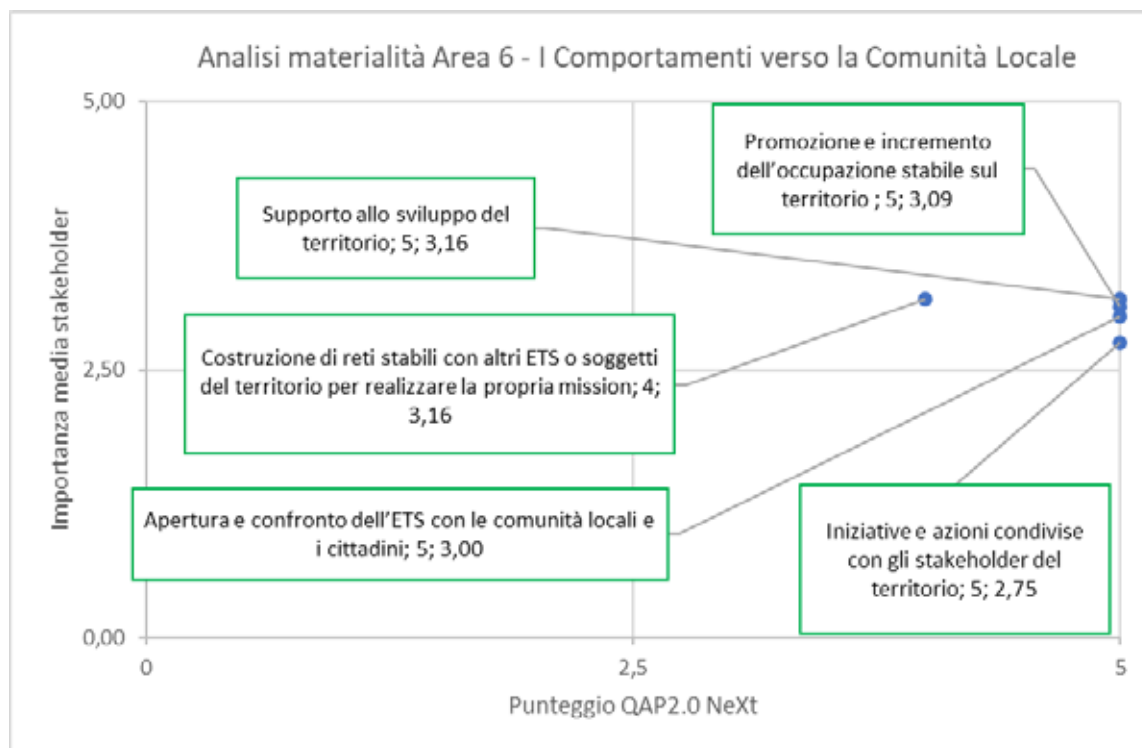 Analisi materialità Area 6 - I Comportamenti verso la Comunità Locale
5,00
Promozione e incremento
dell'occupazione stabile sul
territorio ; 5; 3,09
Supporto allo sviluppo del
territorio; 5; 3,16
Importanza media stakeholder
2,50
Costruzione di reti stabili con altri ETS o soggetti
del territorio per realizzare la propria mission; 4;
3,16
Apertura e confronto dell'ETS con le comunità locali e
i cittadini; 5; 3,00
Iniziative e azioni condivise
con gli stakeholder del
territorio; 5; 2,75
0,00
0
2,5
5
Punteggio QAP2.0 NeXt